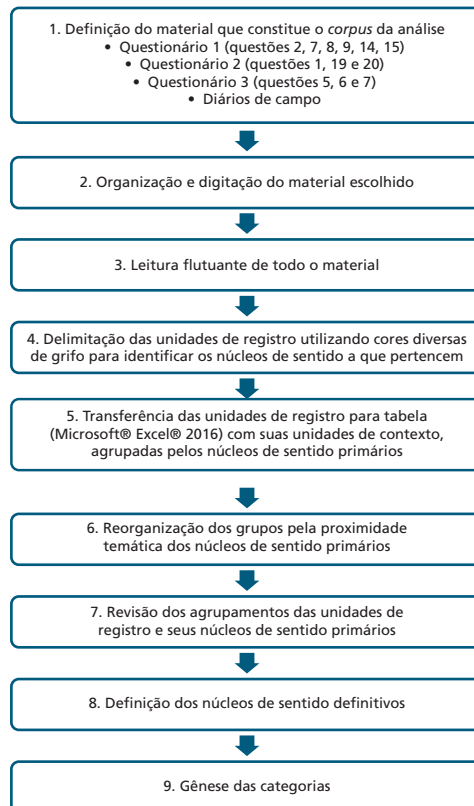 1. Definição do material que constitue o corpus da análise
• Questionário 1 (questões 2, 7, 8, 9, 14, 15)
• Questionário 2 (questões 1, 19 e 20)
• Questionário 3 (questões 5, 6 e 7)
• Diários de campo
2. Organização e digitação do material escolhido
3. Leitura flutuante de todo o material
4. Delimitação das unidades de registro utilizando cores diversas
de grifo para identificar os núcleos de sentido a que pertencem
5. Transferência das unidades de registro para tabela
(Microsoft® Excel® 2016) com suas unidades de contexto,
agrupadas pelos núcleos de sentido primários
6. Reorganização dos grupos pela proximidade
temática dos núcleos de sentido primários
7. Revisão dos agrupamentos das unidades de
registro e seus núcleos de sentido primários
8. Definição dos núcleos de sentido definitivos
9. Gênese das categorias